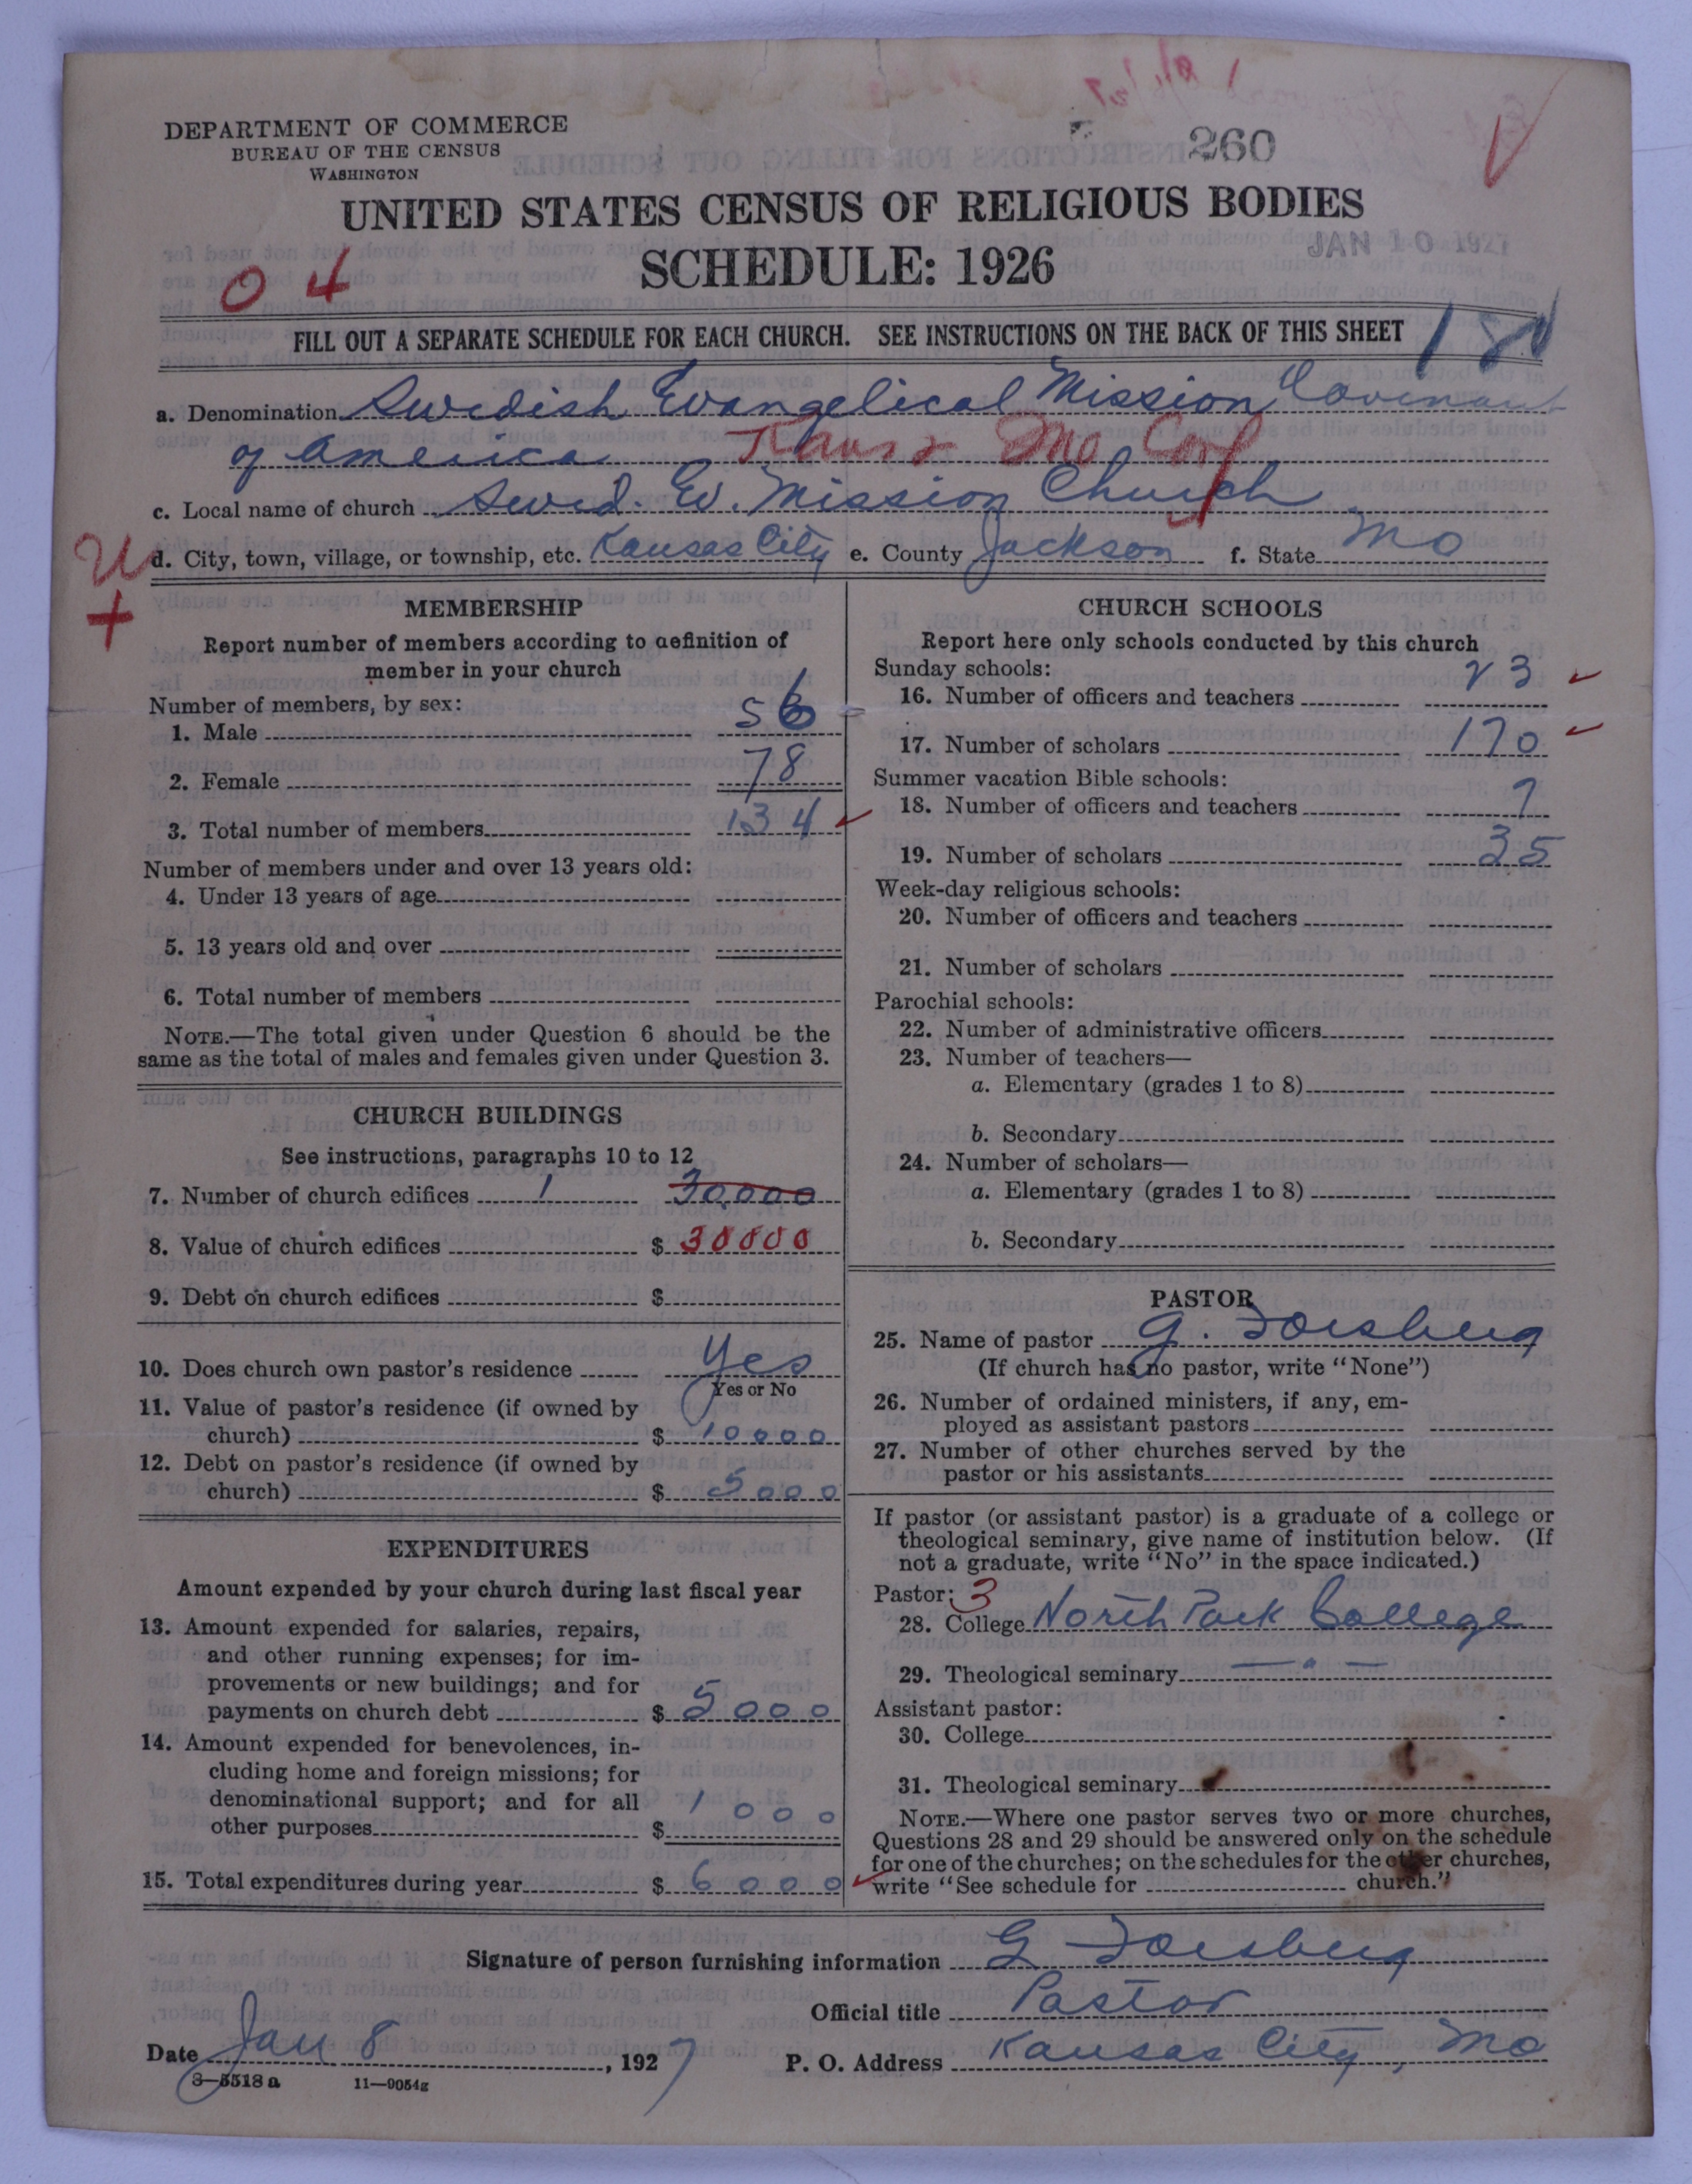 DEPARTMENT OF COMMERCE
BUREAU OF THE CENSUS
WASHINGTON
260
UNITED STATES CENSUS OF RELIGIOUS BODIES
SCHEDULE: 1926
JAN 10 1927
04
FILL OUT A SEPARATE SCHEDULE FOR EACH CHURCH. SEE INSTRUCTIONS ON THE BACK OF THIS SHEET
a. Denomination Swedish Evangelical Mission Covenant
of America Kans & Mo Conf
c. Local name of church Swed. Ev. Mission Church
d. City, town, village, or township, etc. Kansas City e. County Jackson f. State Mo
MEMBERSHIP
Report number of members according to definition of
member in your church
Number of members, by sex:
1. Male 56
2. Female 78
3. Total number of members 134
Number of members under and over 13 years old:
4. Under 13 years of age
5. 13 years old and over
6. Total number of members
NOTE.—The total given under Question 6 should be the
same as the total of males and females given under Question 3.
CHURCH BUILDINGS
See instructions, paragraphs 10 to 12
7. Number of church edifices 1 30,000
8. Value of church edifices $ 30000
9. Debt on church edifices $
10. Does church own pastor's residence Yes
Yes or No
11. Value of pastor's residence (if owned by
church) $ 10000
12. Debt on pastor's residence (if owned by
church) $ 5000
EXPENDITURES
Amount expended by your church during last fiscal year
13. Amount expended for salaries, repairs,
and other running expenses; for im-
provements or new buildings; and for
payments on church debt $ 5000
14. Amount expended for benevolences, in-
cluding home and foreign missions; for
denominational support; and for all
other purposes $ 1000
15. Total expenditures during year $ 6000
CHURCH SCHOOLS
Report here only schools conducted by this church
Sunday schools:
16. Number of officers and teachers 23
17. Number of scholars 170
Summer vacation Bible schools:
18. Number of officers and teachers 7
19. Number of scholars 35
Week-day religious schools:
20. Number of officers and teachers
21. Number of scholars
Parochial schools:
22. Number of administrative officers
23. Number of teachers—
a. Elementary (grades 1 to 8)
b. Secondary
24. Number of scholars—
a. Elementary (grades 1 to 8)
b. Secondary
PASTOR
25. Name of pastor G. Forsberg
(If church has no pastor, write "None")
26. Number of ordained ministers, if any, em-
ployed as assistant pastors
27. Number of other churches served by the
pastor or his assistants
If pastor (or assistant pastor) is a graduate of a college or
theological seminary, give name of institution below. (If
not a graduate, write "No" in the space indicated.)
Pastor: 3
28. College North Park College
29. Theological seminary — " —
Assistant pastor:
30. College
31. Theological seminary
NOTE.—Where one pastor serves two or more churches,
Questions 28 and 29 should be answered only on the schedule
for one of the churches; on the schedules for the other churches,
write "See schedule for church."
Signature of person furnishing information G Forsberg
Official title Pastor
Date Jan 8, 1927 P. O. Address Kansas City, Mo
3—5518 a 11—9054g